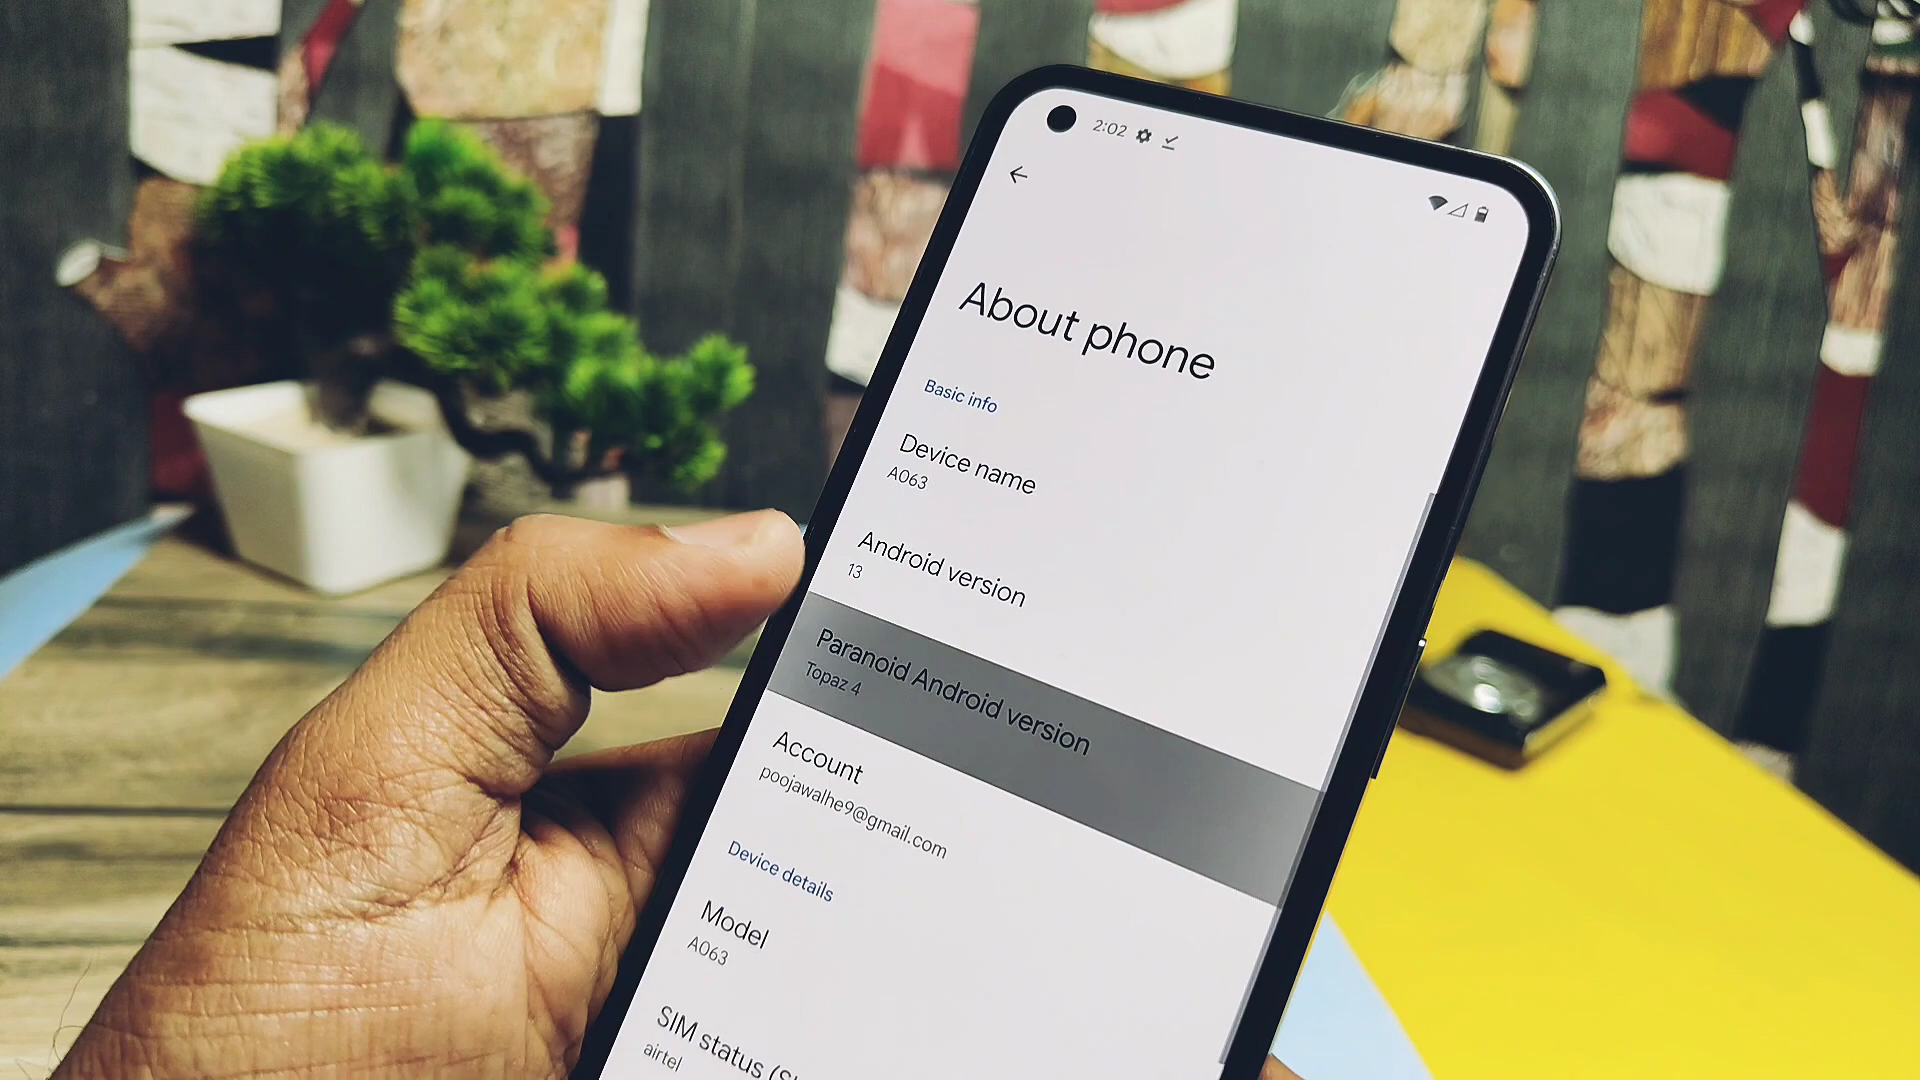 2:02
About phone
Basic info
Device name
A063
Android version
13
Paranoid Android version
Topaz 4
Account
poojawalhe9@gmail.com
Device details
Model
A063
SIM status (S
airtel